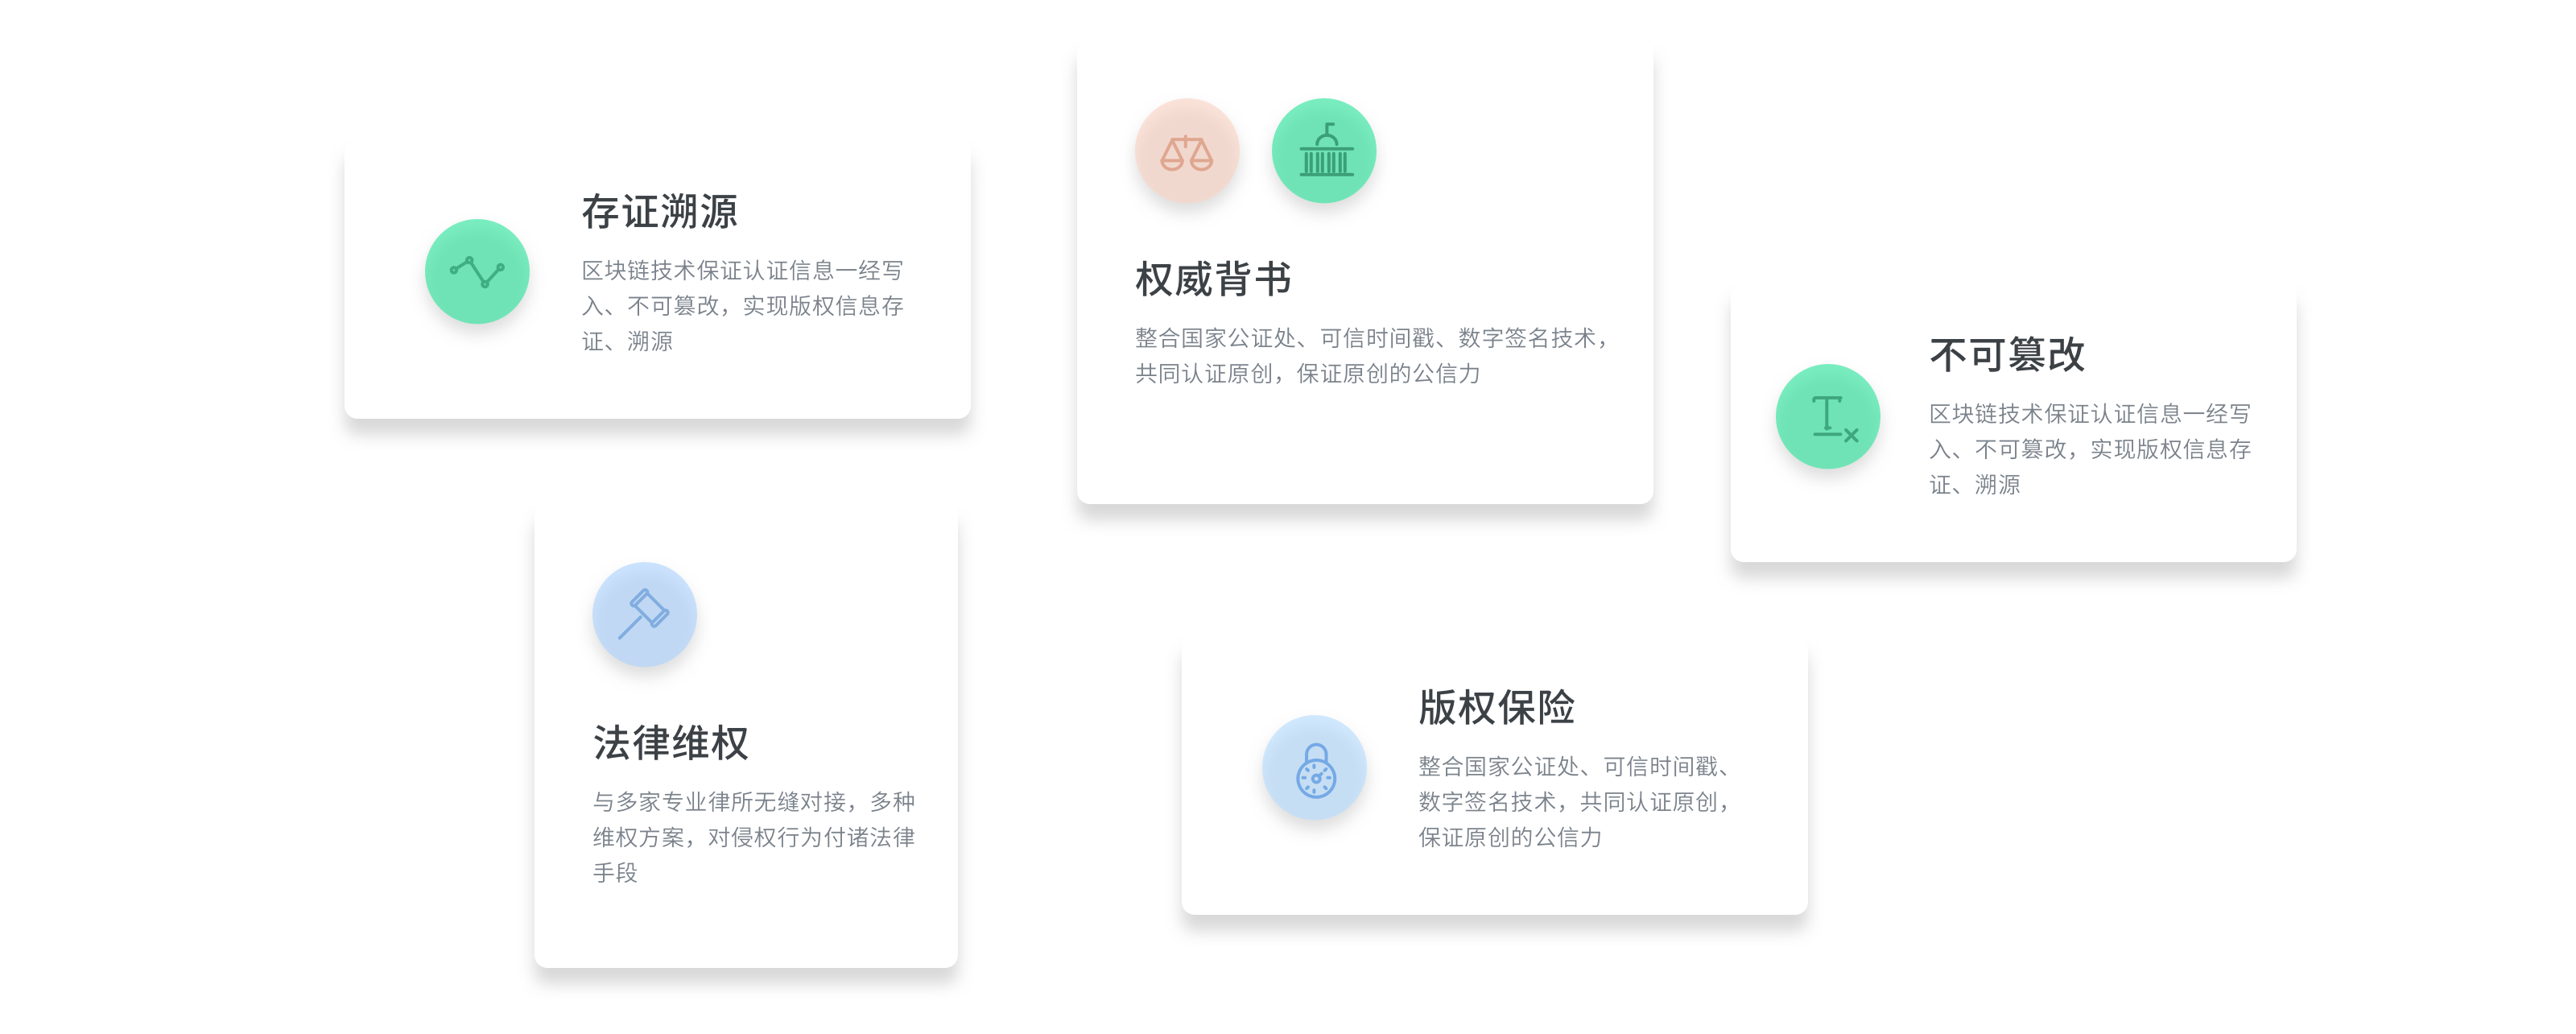 存证溯源
区块链技术保证认证信息一经写
入、不可篡改，实现版权信息存
证、溯源
权威背书
整合国家公证处、可信时间戳、数字签名技术，
共同认证原创，保证原创的公信力
不可篡改
区块链技术保证认证信息一经写
入、不可篡改，实现版权信息存
证、溯源
法律维权
与多家专业律所无缝对接，多种
维权方案，对侵权行为付诸法律
手段
版权保险
整合国家公证处、可信时间戳、
数字签名技术，共同认证原创，
保证原创的公信力